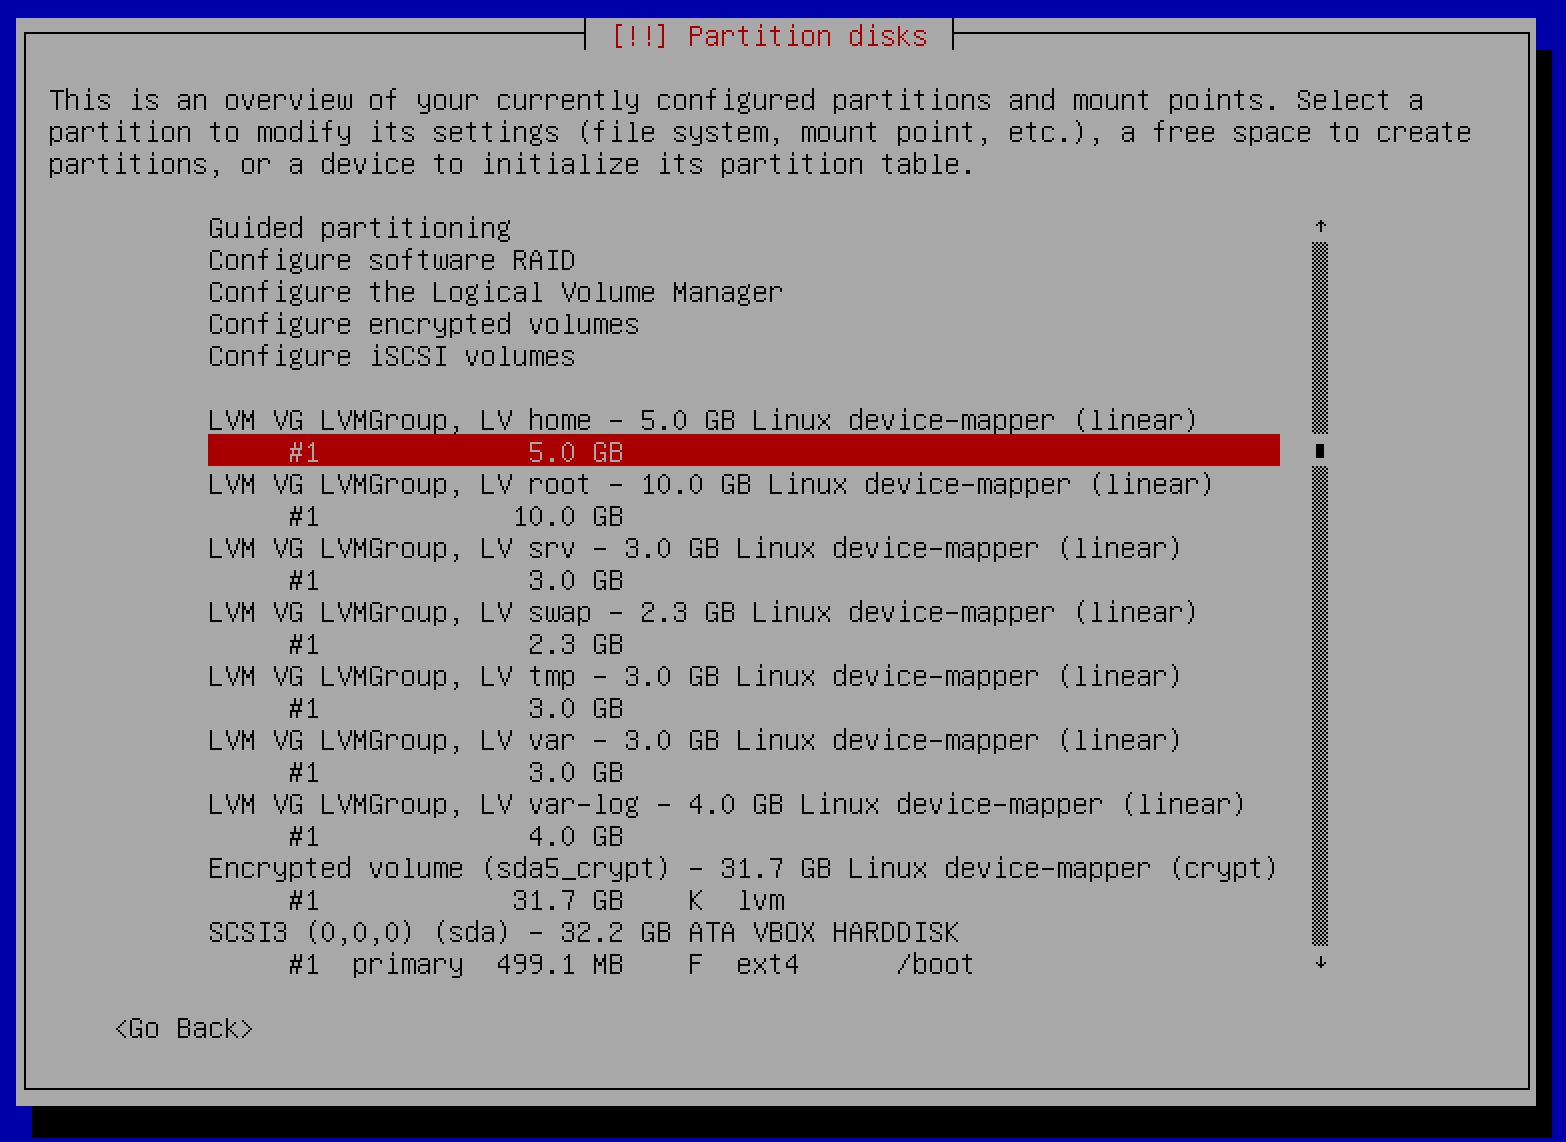 [!!] Partition disks
This is an overview of your currently configured partitions and mount points. Select a
partition to modify its settings (file system, mount point, etc.), a free space to create
partitions, or a device to initialize its partition table.
Guided partitioning
Configure software RAID
Configure the Logical Volume Manager
Configure encrypted volumes
Configure iSCSI volumes
LVM VG LVMGroup, LV home - 5.0 GB Linux device-mapper (linear)
#1 5.0 GB
LVM VG LVMGroup, LV root - 10.0 GB Linux device-mapper (linear)
#1 10.0 GB
LVM VG LVMGroup, LV srv - 3.0 GB Linux device-mapper (linear)
#1 3.0 GB
LVM VG LVMGroup, LV swap - 2.3 GB Linux device-mapper (linear)
#1 2.3 GB
LVM VG LVMGroup, LV tmp - 3.0 GB Linux device-mapper (linear)
#1 3.0 GB
LVM VG LVMGroup, LV var - 3.0 GB Linux device-mapper (linear)
#1 3.0 GB
LVM VG LVMGroup, LV var-log - 4.0 GB Linux device-mapper (linear)
#1 4.0 GB
Encrypted volume (sda5_crypt) - 31.7 GB Linux device-mapper (crypt)
#1 31.7 GB K lvm
SCSI3 (0,0,0) (sda) - 32.2 GB ATA VBOX HARDDISK
#1 primary 499.1 MB F ext4 /boot
<Go Back>